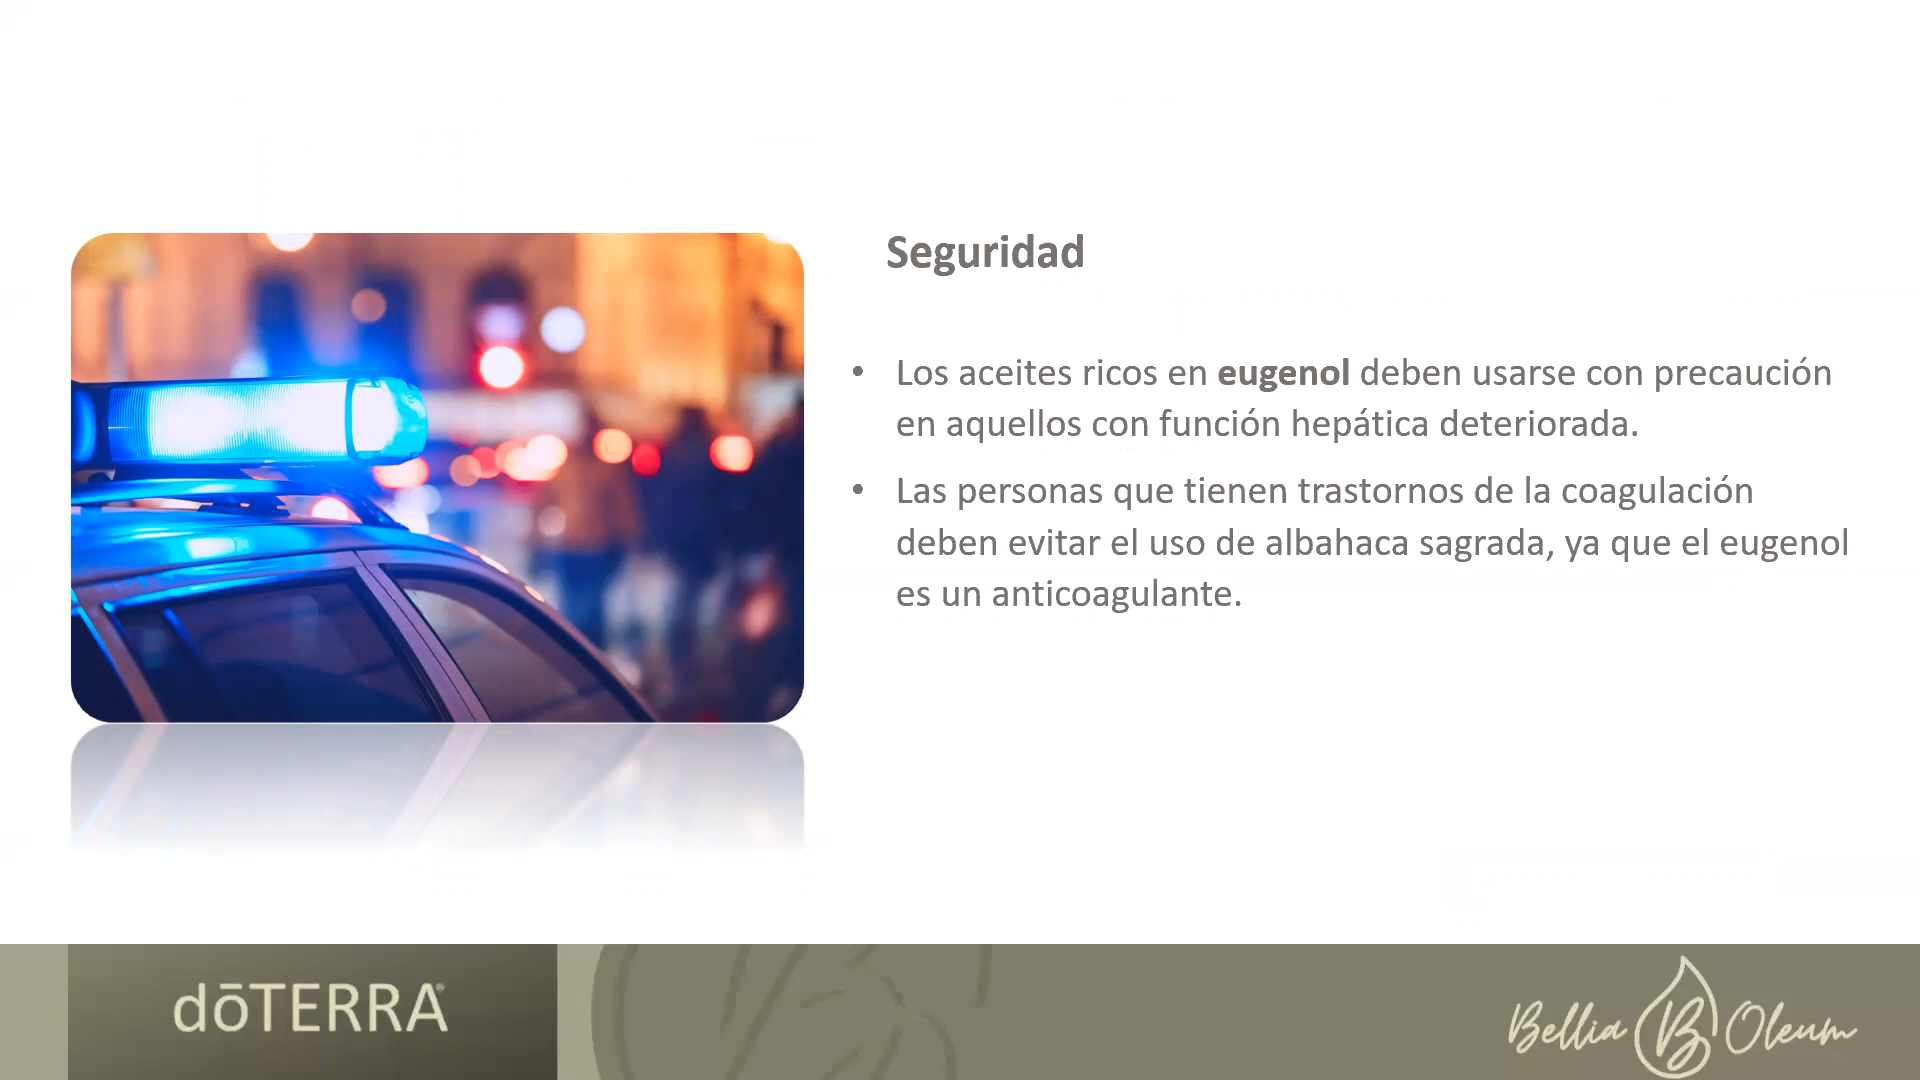 Seguridad
• Los aceites ricos en eugenol deben usarse con precaución
en aquellos con función hepática deteriorada.
• Las personas que tienen trastornos de la coagulación
deben evitar el uso de albahaca sagrada, ya que el eugenol
es un anticoagulante.
dōTERRA®
Bellia B Oleum